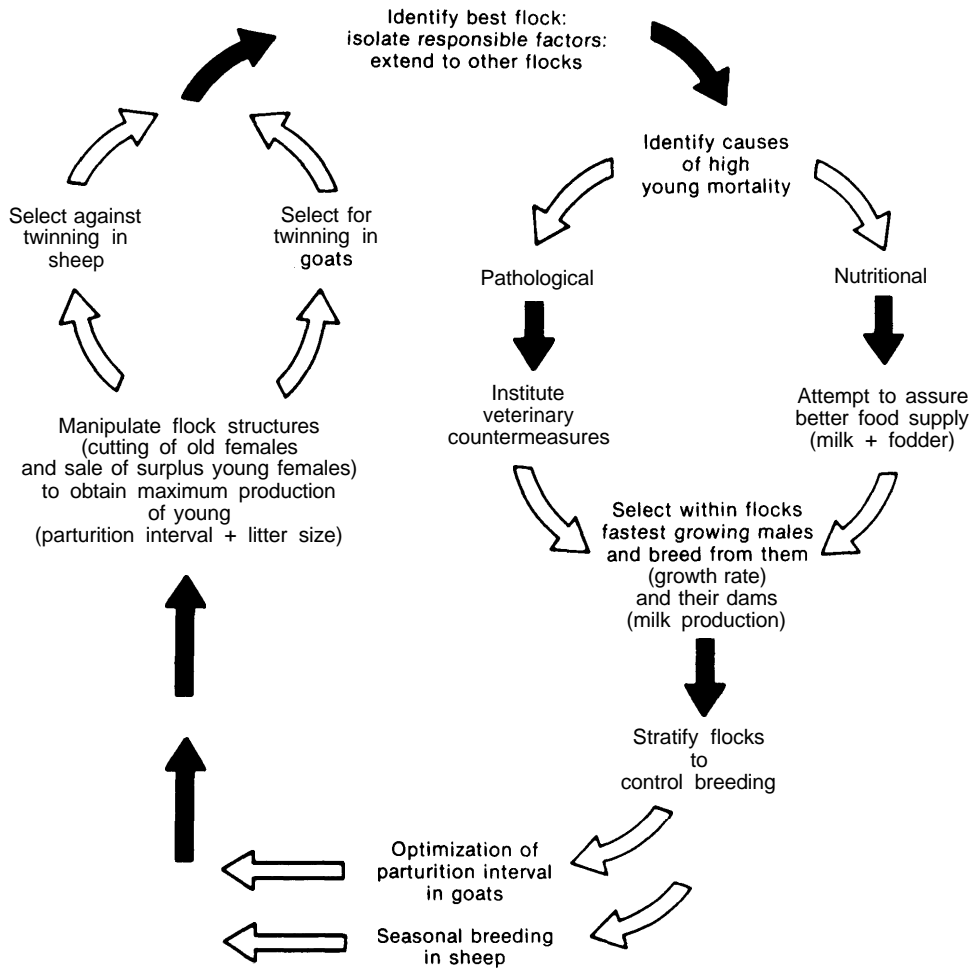 Identify best flock:
isolate responsible factors:
extend to other flocks
Identify causes
of high
young mortality
Pathological
Nutritional
Institute
veterinary
countermeasures
Attempt to assure
better food supply
(milk + fodder)
Select within flocks
fastest growing males
and breed from them
(growth rate)
and their dams
(milk production)
Stratify flocks
to
control breeding
Optimization of
parturition interval
in goats
Seasonal breeding
in sheep
Manipulate flock structures
(cutting of old females
and sale of surplus young females)
to obtain maximum production
of young
(parturition interval + litter size)
Select against
twinning in
sheep
Select for
twinning in
goats